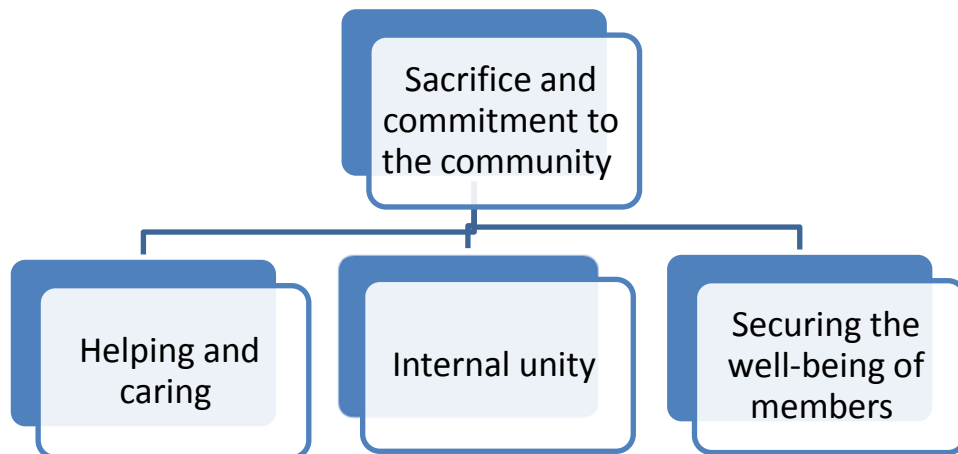 Sacrifice and
commitment to
the community
Helping and
caring
Internal unity
Securing the
well-being of
members